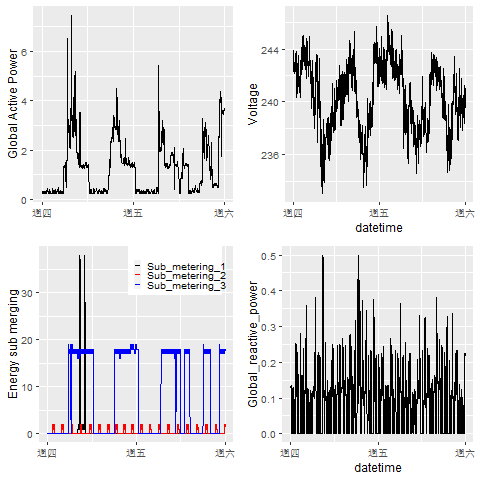 Global Active Power
6
4
2
0
週四
週五
週六
Voltage
244
240
236
週四
週五
週六
datetime
Energy sub merging
30
20
10
0
Sub_metering_1
Sub_metering_2
Sub_metering_3
週四
週五
週六
Global_reactive_power
0.5
0.4
0.3
0.2
0.1
0.0
週四
週五
週六
datetime